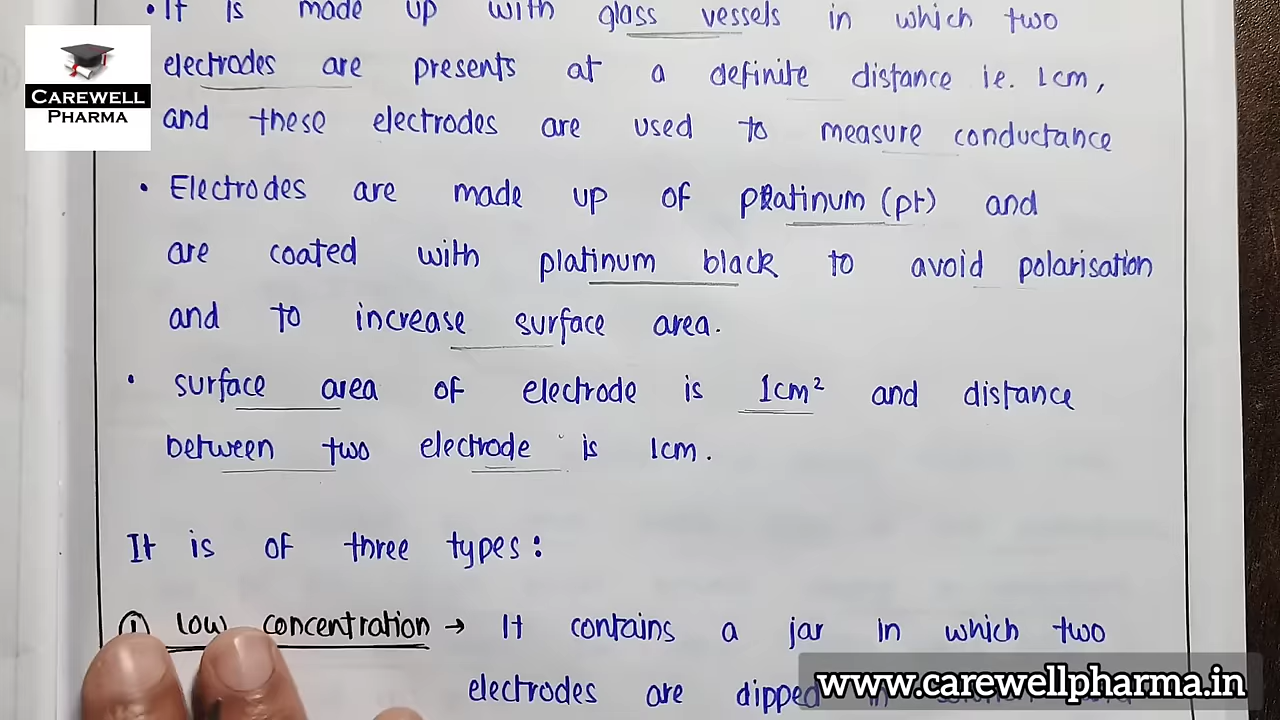 • It is made up with glass vessels in which two
electrodes are presents at a definite distance ie. 1cm,
and these electrodes are used to measure conductance
• Electrodes are made up of platinum (pt) and
are coated with platinum black to avoid polarisation
and to increase surface area.
• surface area of electrode is 1cm² and distance
between two electrode is 1cm.
It is of three types:
① Low concentration → It contains a jar in which two
electrodes are dipped in
CAREWELL
PHARMA
www.carewellpharma.in